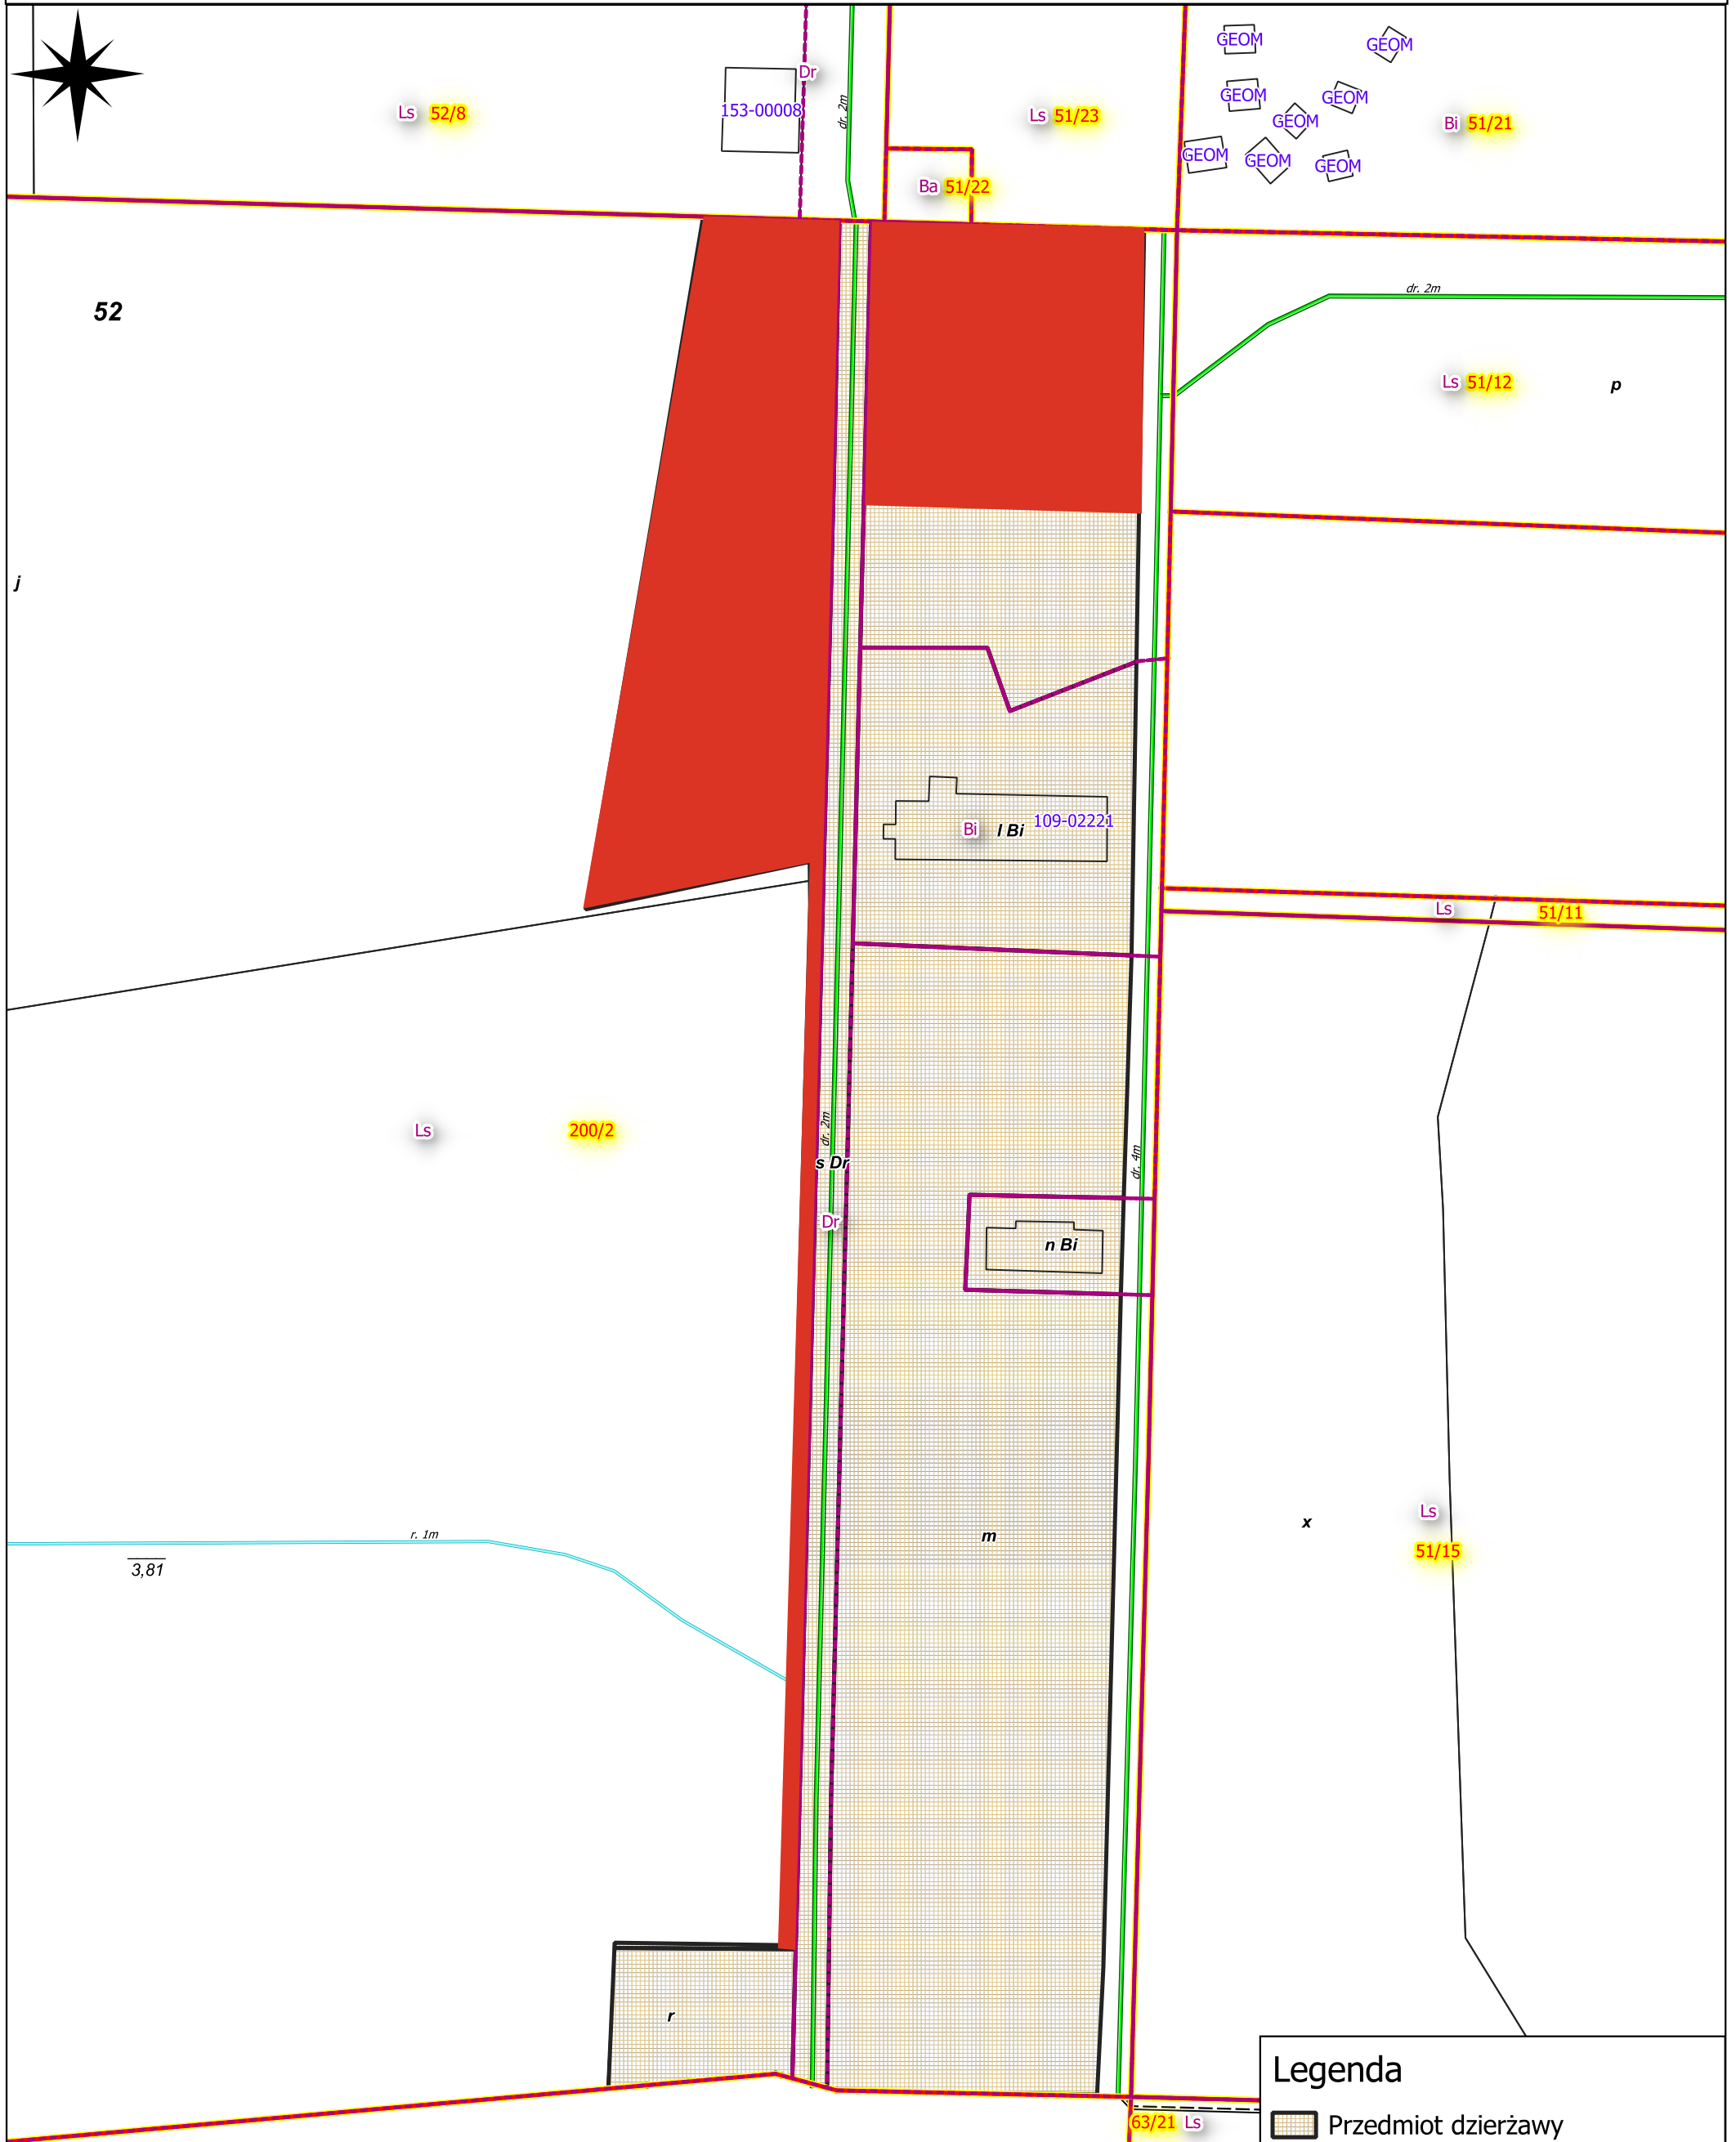 Dr
GEOM
GEOM
Ls 52/8
153-00008
dr. 2m
Ls 51/23
GEOM
GEOM
GEOM
Bi 51/21
GEOM
GEOM
GEOM
Ba 51/22
52
dr. 2m
Ls 51/12
p
j
Bi
l Bi
109-02221
Ls
51/11
Ls
200/2
dr. 2m
s Dr
dr. 4m
Dr
n Bi
r. 1m
3,81
m
x
Ls
51/15
r
Legenda
Przedmiot dzierżawy
63/21 Ls